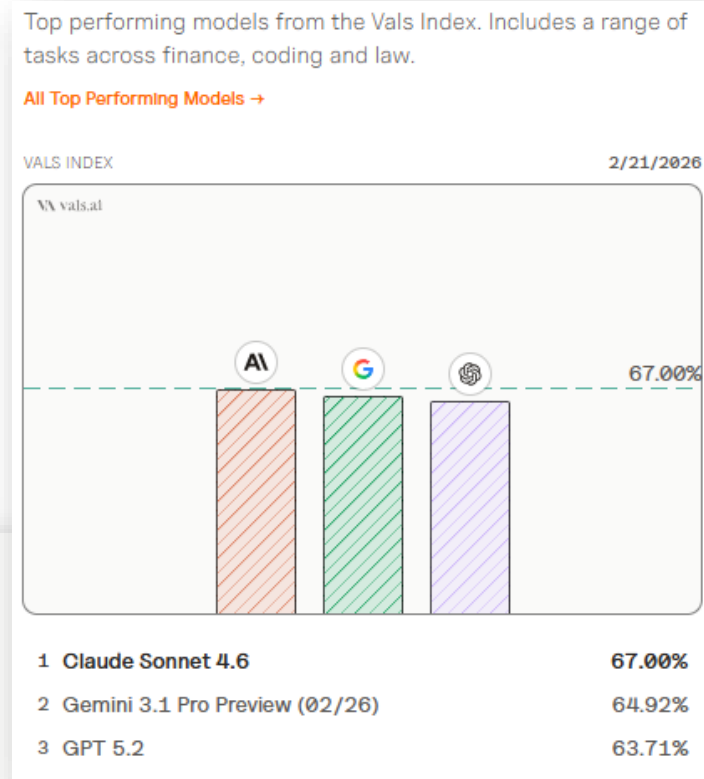 Top performing models from the Vals Index. Includes a range of
tasks across finance, coding and law.
All Top Performing Models →
VALS INDEX 2/21/2026
vals.ai
67.00%
1 Claude Sonnet 4.6 67.00%
2 Gemini 3.1 Pro Preview (02/26) 64.92%
3 GPT 5.2 63.71%